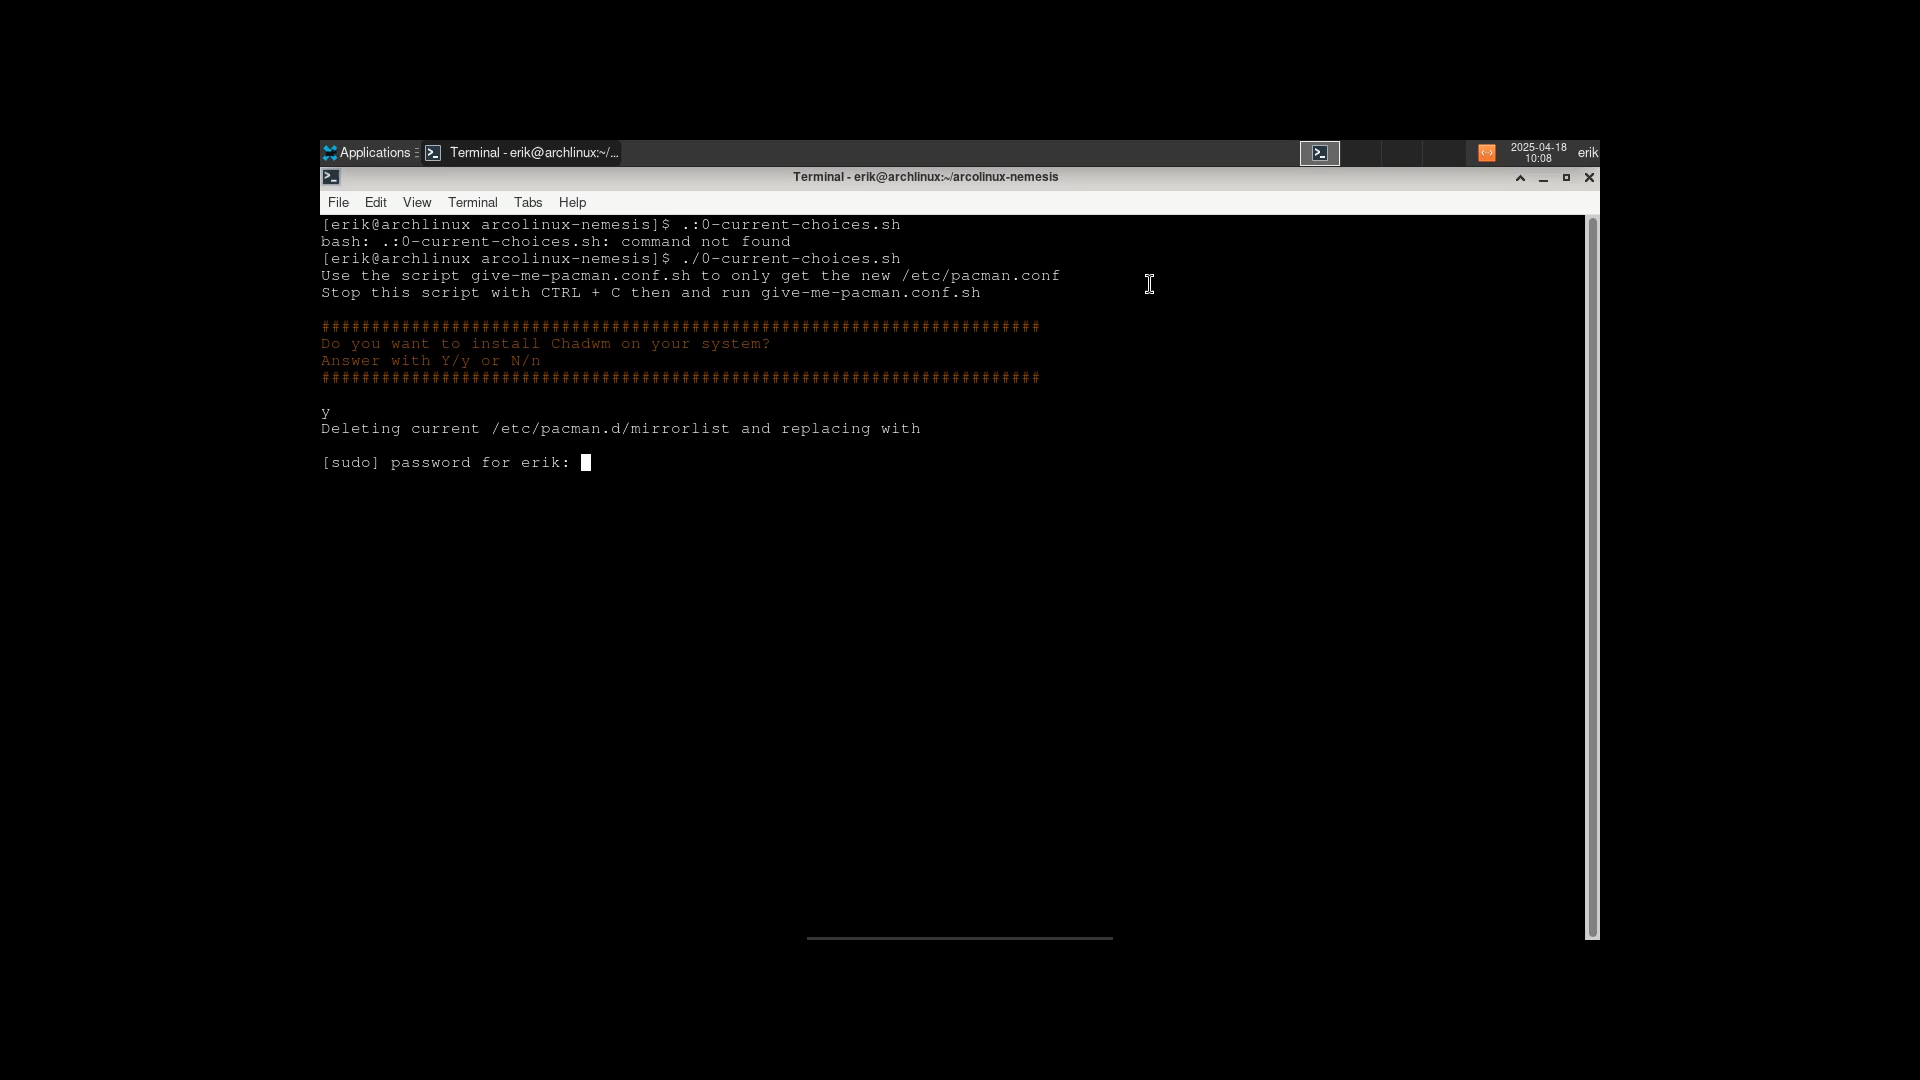 Applications Terminal - erik@archlinux:~/... 2025-04-18 erik
10:08
Terminal - erik@archlinux:~/arcolinux-nemesis
File Edit View Terminal Tabs Help
[erik@archlinux arcolinux-nemesis]$ .:0-current-choices.sh
bash: .:0-current-choices.sh: command not found
[erik@archlinux arcolinux-nemesis]$ ./0-current-choices.sh
Use the script give-me-pacman.conf.sh to only get the new /etc/pacman.conf
Stop this script with CTRL + C then and run give-me-pacman.conf.sh
########################################################################
Do you want to install Chadwm on your system?
Answer with Y/y or N/n
########################################################################
y
Deleting current /etc/pacman.d/mirrorlist and replacing with
[sudo] password for erik: